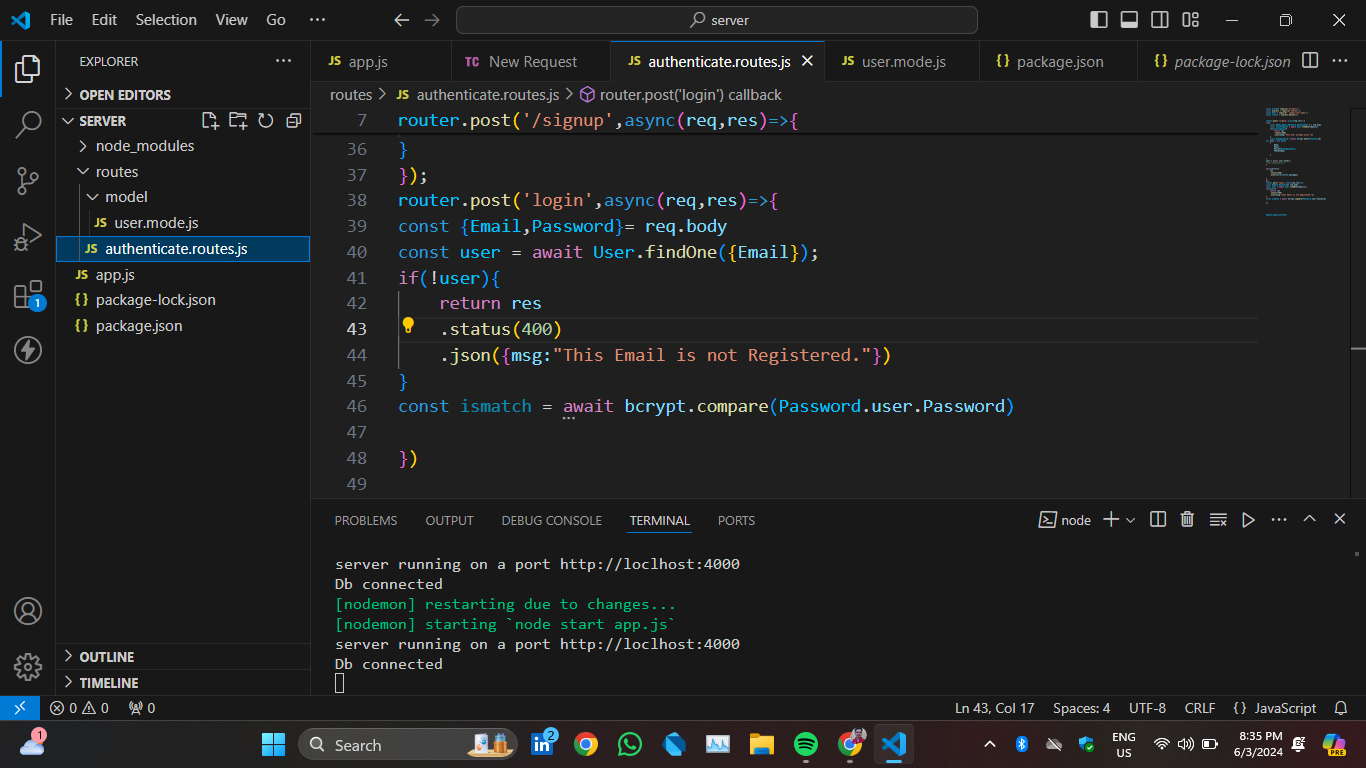 File Edit Selection View Go ··· server
EXPLORER ···
OPEN EDITORS
SERVER
node_modules
routes
model
JS user.mode.js
JS authenticate.routes.js
JS app.js
{} package-lock.json
{} package.json
OUTLINE
TIMELINE
1
JS app.js TC New Request JS authenticate.routes.js JS user.mode.js {} package.json {} package-lock.json ···
routes > JS authenticate.routes.js > router.post('login') callback
7 router.post('/signup',async(req,res)=>{
36 }
37 });
38 router.post('login',async(req,res)=>{
39 const {Email,Password}= req.body
40 const user = await User.findOne({Email});
41 if(!user){
42 return res
43 .status(400)
44 .json({msg:"This Email is not Registered."})
45 }
46 const ismatch = await bcrypt.compare(Password.user.Password)
47
48 })
49
PROBLEMS OUTPUT DEBUG CONSOLE TERMINAL PORTS node ···
server running on a port http://loclhost:4000
Db connected
[nodemon] restarting due to changes...
[nodemon] starting `node start app.js`
server running on a port http://loclhost:4000
Db connected
0 0 0 Ln 43, Col 17 Spaces: 4 UTF-8 CRLF {} JavaScript
1 Search in 2 ENG US 8:35 PM 6/3/2024 PRE